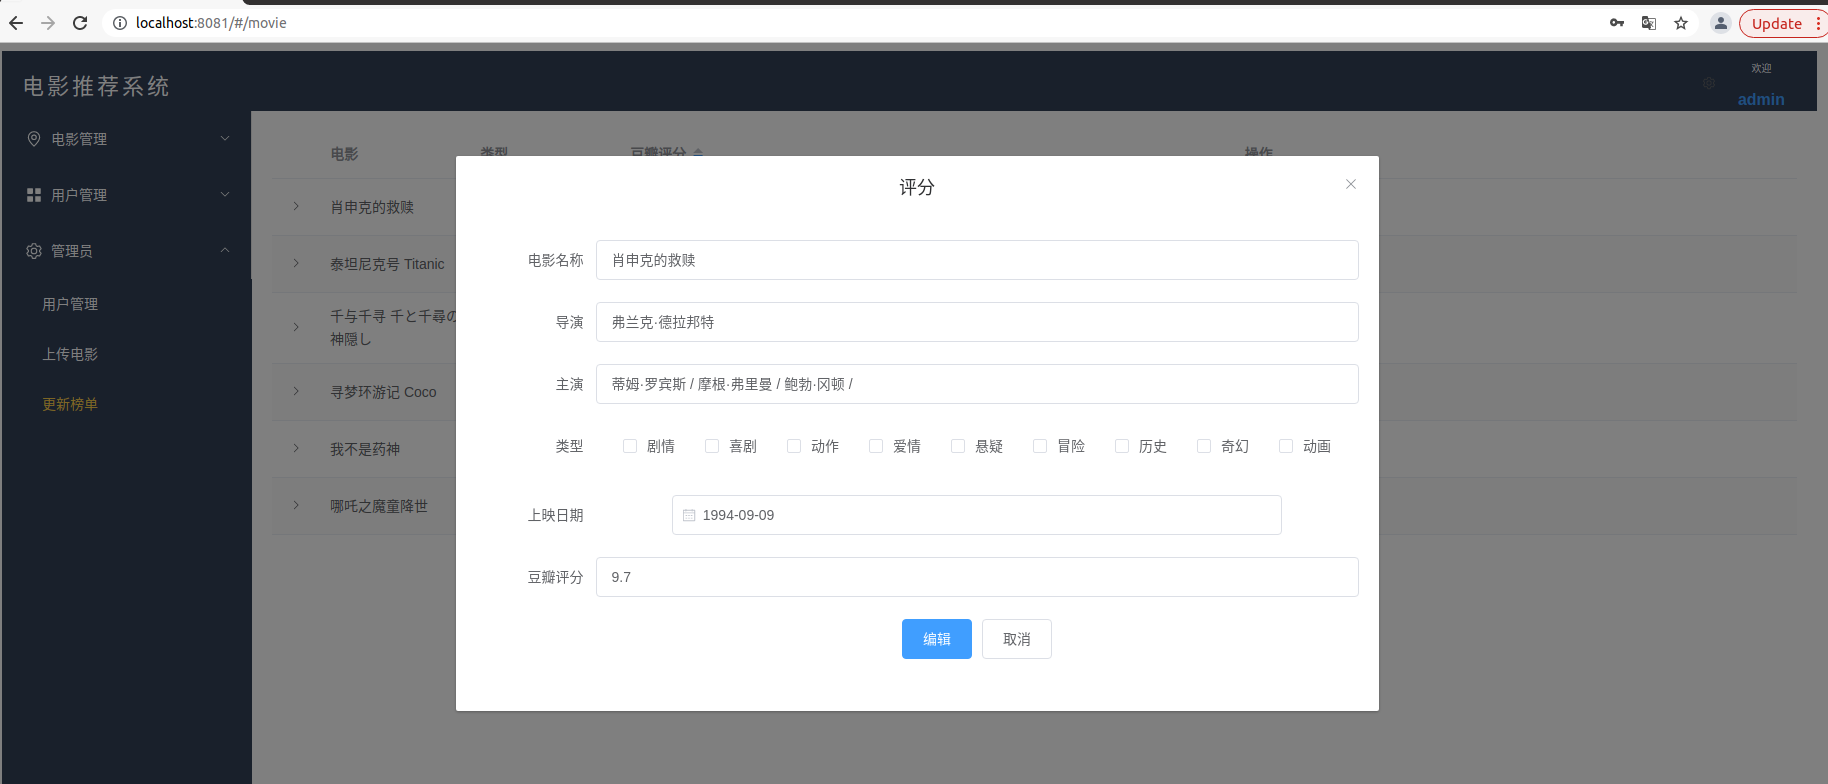 localhost:8081/#/movie
Update
电影推荐系统
欢迎
admin
电影管理
用户管理
管理员
用户管理
上传电影
更新榜单
电影 类型 豆瓣评分 操作
肖申克的救赎
泰坦尼克号 Titanic
千与千寻 千と千尋の
神隠し
寻梦环游记 Coco
我不是药神
哪吒之魔童降世
评分
电影名称 肖申克的救赎
导演 弗兰克·德拉邦特
主演 蒂姆·罗宾斯 / 摩根·弗里曼 / 鲍勃·冈顿 /
类型 剧情 喜剧 动作 爱情 悬疑 冒险 历史 奇幻 动画
上映日期 1994-09-09
豆瓣评分 9.7
编辑 取消